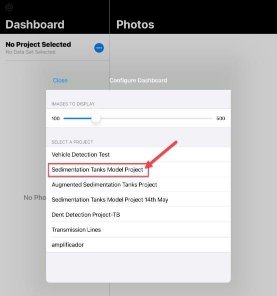 Dashboard
Photos
No Project Selected
No Data Set Selected
Close
Configure Dashboard
IMAGES TO DISPLAY
100
500
SELECT A PROJECT
Vehicle Detection Test
Sedimentation Tanks Model Project
Augmented Sedimentation Tanks Project
Sedimentation Tanks Model Project 14th May
Dent Detection Project-TB
Transmission Lines
amplificador
No Pho